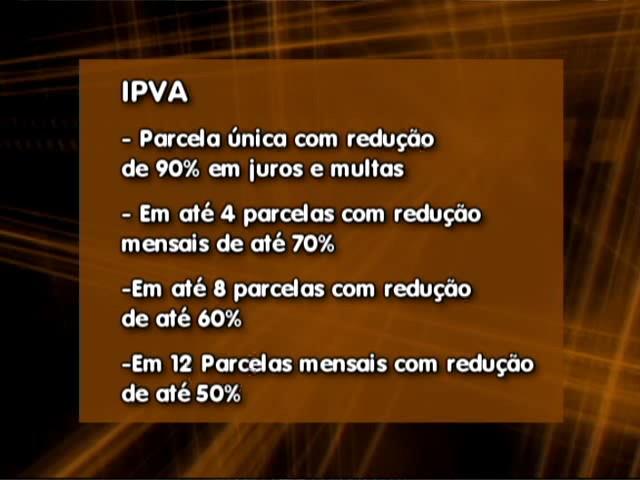 IPVA
- Parcela única com redução
de 90% em juros e multas
- Em até 4 parcelas com redução
mensais de até 70%
-Em até 8 parcelas com redução
de até 60%
-Em 12 Parcelas mensais com redução
de até 50%